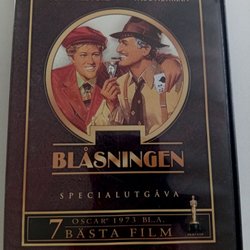 BLÅSNINGEN
SPECIALUTGÅVA
7 OSCAR® 1973 BL.A.
BÄSTA FILM